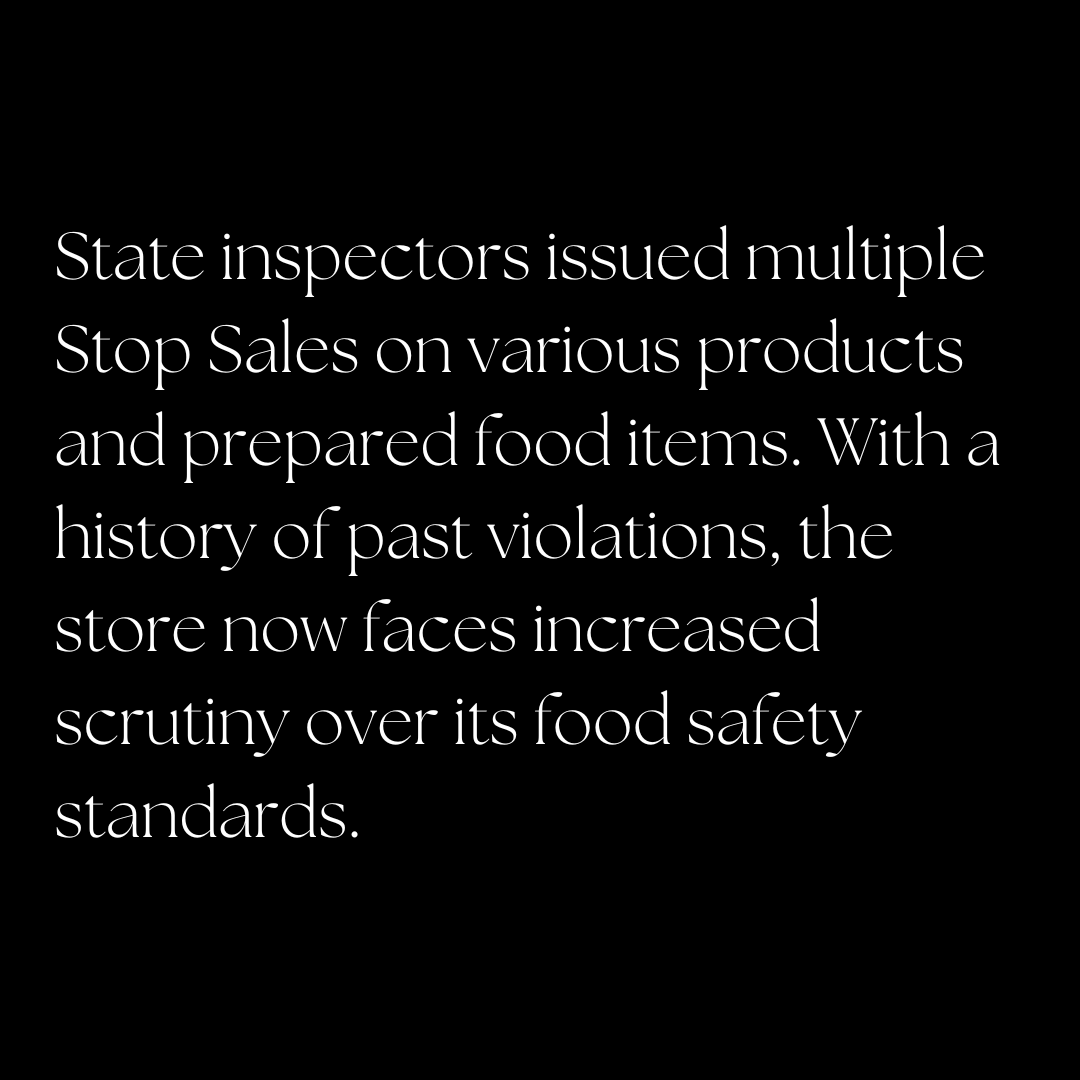 State inspectors issued multiple
Stop Sales on various products
and prepared food items. With a
history of past violations, the
store now faces increased
scrutiny over its food safety
standards.